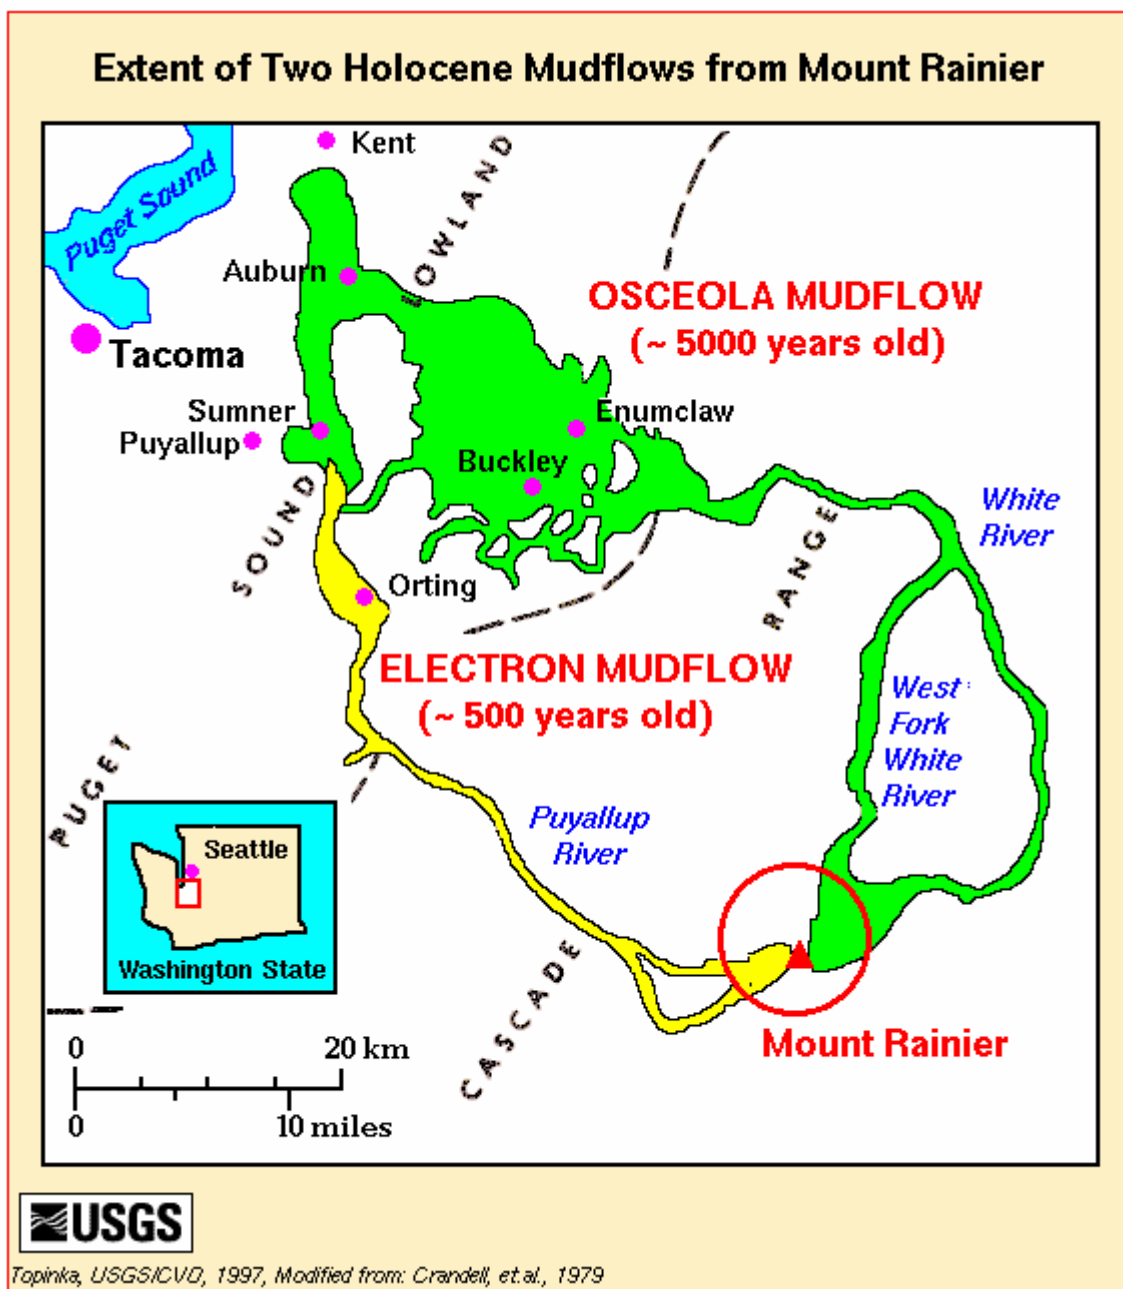 Extent of Two Holocene Mudflows from Mount Rainier
Kent
Puget Sound
LOWLAND
Auburn
OSCEOLA MUDFLOW
(~ 5000 years old)
Tacoma
Sumner
Enumclaw
Puyallup
Buckley
White
River
SOUND
RANGE
Orting
ELECTRON MUDFLOW
(~ 500 years old)
West
Fork
White
River
PUGET
Puyallup
River
Seattle
Washington State
CASCADE
Mount Rainier
0 20 km
0 10 miles
USGS
Topinka, USGS/CVO, 1997, Modified from: Crandell, et.al., 1979